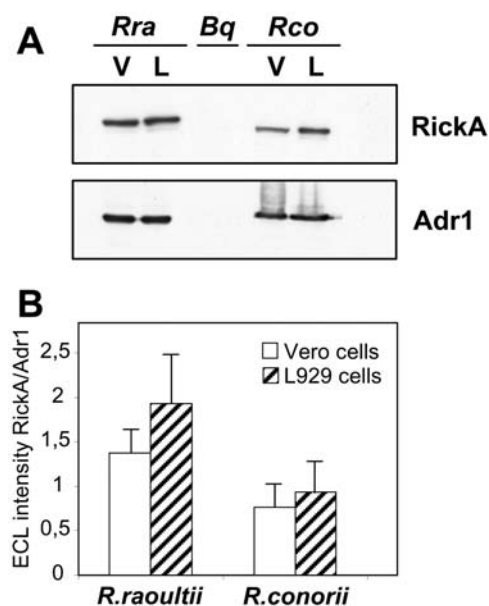 A
Rra Bq Rco
V L V L
RickA
Adr1
B
ECL intensity RickA/Adr1
2,5
2
1,5
1
0,5
0
Vero cells
L929 cells
R.raoultii R.conorii